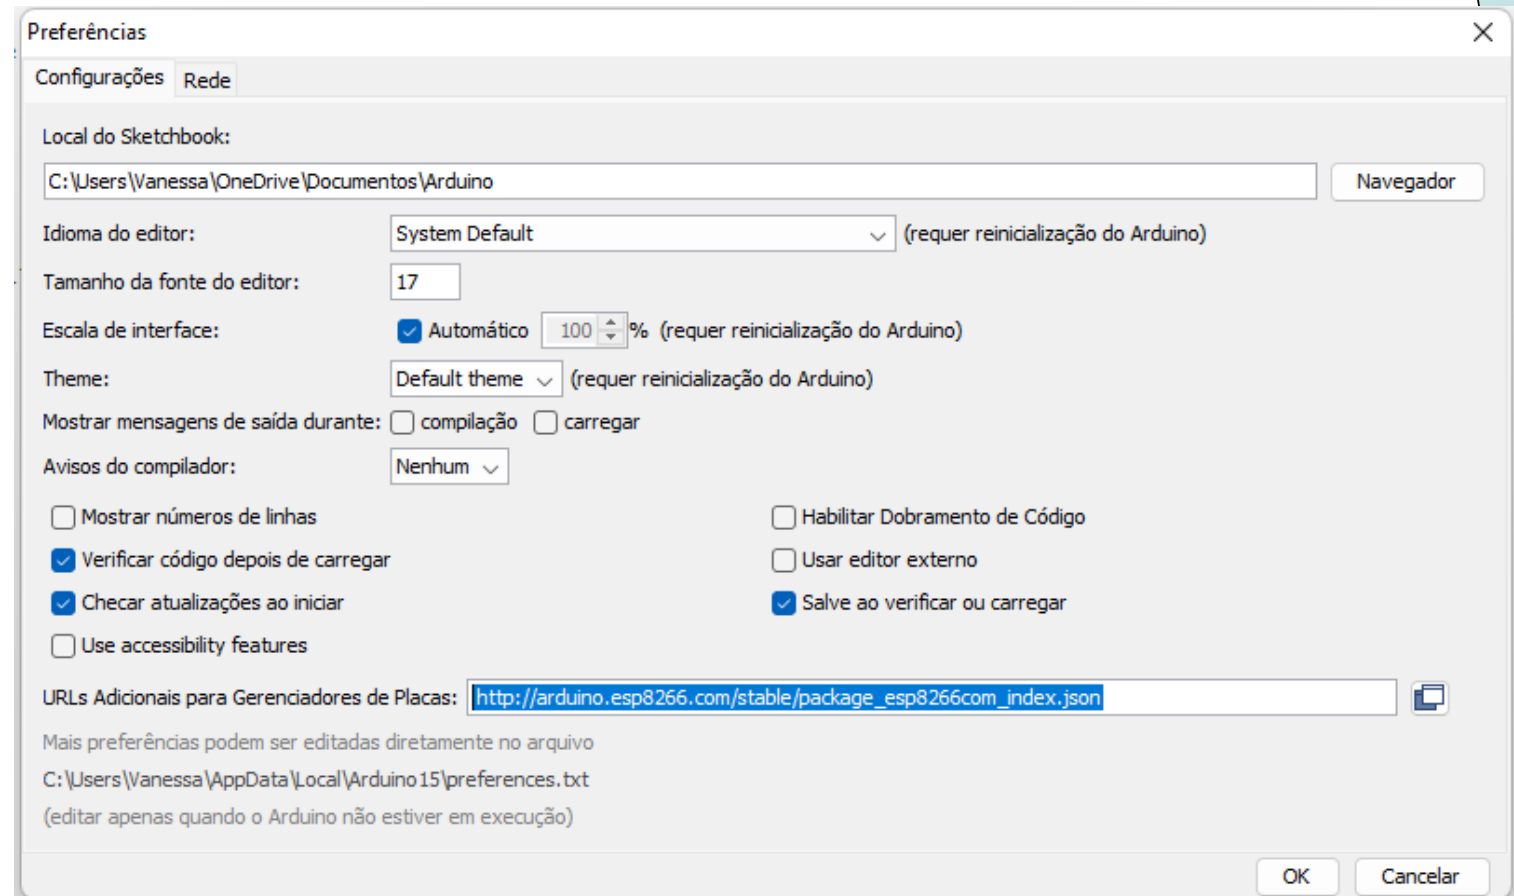 Preferências
Configurações Rede
Local do Sketchbook:
C:\Users\Vanessa\OneDrive\Documentos\Arduino Navegador
Idioma do editor: System Default (requer reinicialização do Arduino)
Tamanho da fonte do editor: 17
Escala de interface: Automático 100 % (requer reinicialização do Arduino)
Theme: Default theme (requer reinicialização do Arduino)
Mostrar mensagens de saída durante: compilação carregar
Avisos do compilador: Nenhum
Mostrar números de linhas Habilitar Dobramento de Código
Verificar código depois de carregar Usar editor externo
Checar atualizações ao iniciar Salve ao verificar ou carregar
Use accessibility features
URLs Adicionais para Gerenciadores de Placas: http://arduino.esp8266.com/stable/package_esp8266com_index.json
Mais preferências podem ser editadas diretamente no arquivo
C:\Users\Vanessa\AppData\Local\Arduino15\preferences.txt
(editar apenas quando o Arduino não estiver em execução)
OK Cancelar